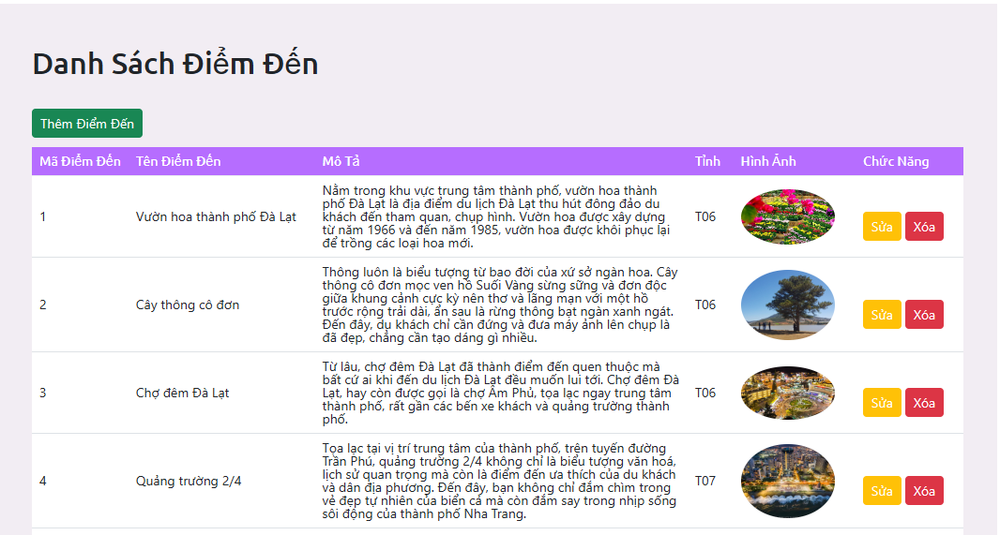 Danh Sách Điểm Đến
Thêm Điểm Đến
Mã Điểm Đến Tên Điểm Đến Mô Tả Tỉnh Hình Ảnh Chức Năng
1 Vườn hoa thành phố Đà Lạt
Nằm trong khu vực trung tâm thành phố, vườn hoa thành
phố Đà Lạt là địa điểm du lịch Đà Lạt thu hút đông đảo du
khách đến tham quan, chụp hình. Vườn hoa được xây dựng
từ năm 1966 và đến năm 1985, vườn hoa được khôi phục lại
để trồng các loại hoa mới.
T06
Sửa Xóa
2 Cây thông cô đơn
Thông luôn là biểu tượng từ bao đời của xứ sở ngàn hoa. Cây
thông cô đơn mọc ven hồ Suối Vàng sừng sững và đơn độc
giữa khung cảnh cực kỳ nên thơ và lãng mạn với một hồ
trước rộng trải dài, ẩn sau là rừng thông bạt ngàn xanh ngát.
Đến đây, du khách chỉ cần đứng và đưa máy ảnh lên chụp là
đã đẹp, chẳng cần tạo dáng gì nhiều.
T06
Sửa Xóa
3 Chợ đêm Đà Lạt
Từ lâu, chợ đêm Đà Lạt đã thành điểm đến quen thuộc mà
bất cứ ai khi đến du lịch Đà Lạt đều muốn lui tới. Chợ đêm Đà
Lạt, hay còn được gọi là chợ Âm Phủ, tọa lạc ngay trung tâm
thành phố, rất gần các bến xe khách và quảng trường thành
phố.
T06
Sửa Xóa
4 Quảng trường 2/4
Tọa lạc tại vị trí trung tâm của thành phố, trên tuyến đường
Trần Phú, quảng trường 2/4 không chỉ là biểu tượng văn hoá,
lịch sử quan trọng mà còn là điểm đến ưa thích của du khách
và dân địa phương. Đến đây, bạn không chỉ đắm chìm trong
vẻ đẹp tự nhiên của biển cả mà còn đắm say trong nhịp sống
sôi động của thành phố Nha Trang.
T07
Sửa Xóa